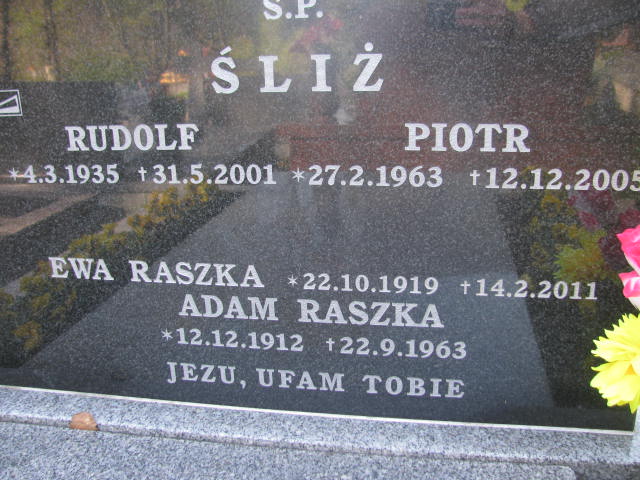 Ś.P.
ŚLIŻ
RUDOLF PIOTR
*4.3.1935 †31.5.2001 *27.2.1963 †12.12.2005
EWA RASZKA *22.10.1919 †14.2.2011
ADAM RASZKA
*12.12.1912 †22.9.1963
JEZU, UFAM TOBIE